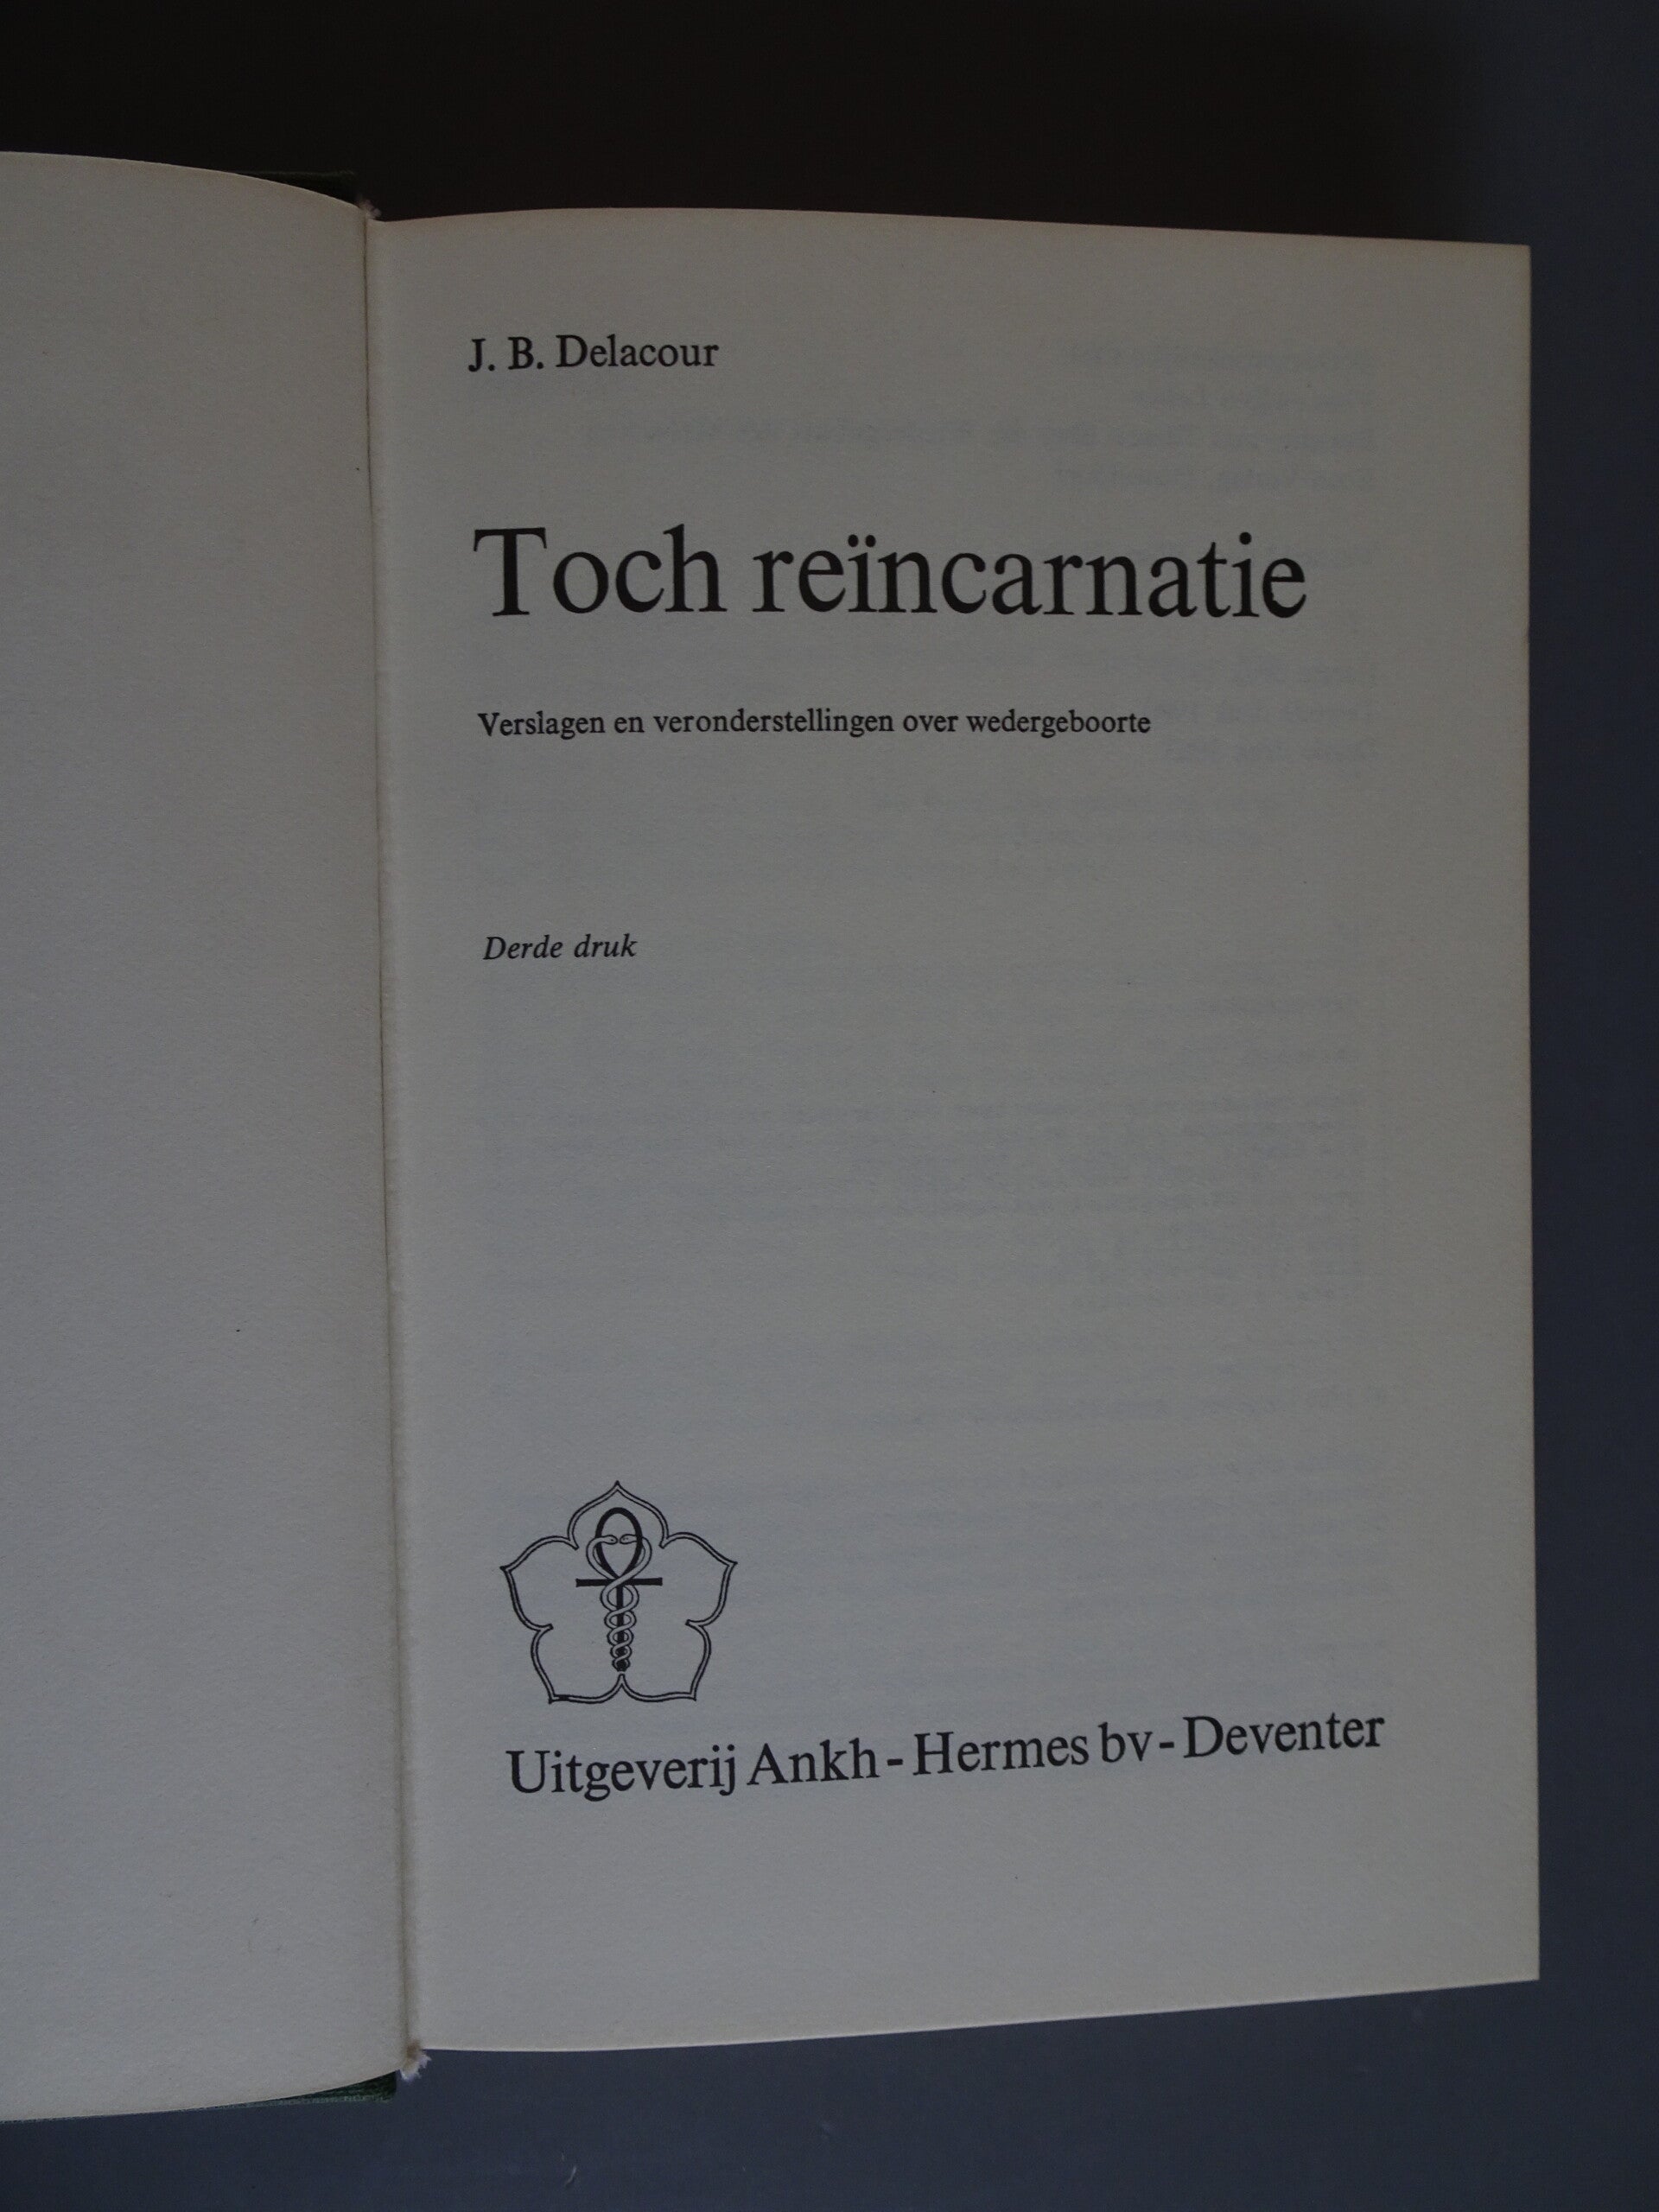 J. B. Delacour
Toch reïncarnatie
Verslagen en veronderstellingen over wedergeboorte
Derde druk
Uitgeverij Ankh-Hermes bv-Deventer